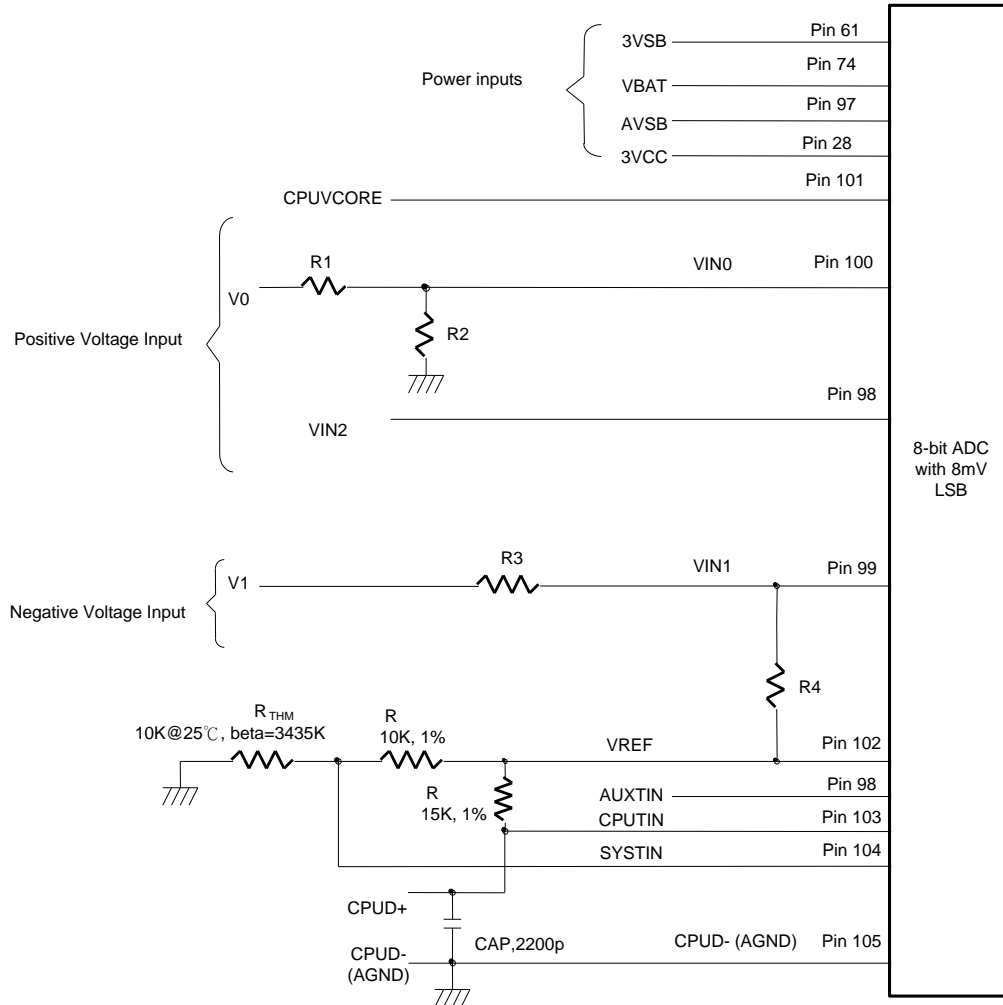 Power inputs
3VSB
Pin 61
VBAT
Pin 74
AVSB
Pin 97
3VCC
Pin 28
CPUVCORE
Pin 101
Positive Voltage Input
V0
R1
R2
VIN0
Pin 100
VIN2
Pin 98
8-bit ADC
with 8mV
LSB
Negative Voltage Input
V1
R3
VIN1
Pin 99
R4
RTHM
10K@25℃, beta=3435K
R
10K, 1%
VREF
Pin 102
R
15K, 1%
AUXTIN
Pin 98
CPUTIN
Pin 103
SYSTIN
Pin 104
CPUD+
CAP,2200p
CPUD-
(AGND)
CPUD- (AGND)
Pin 105